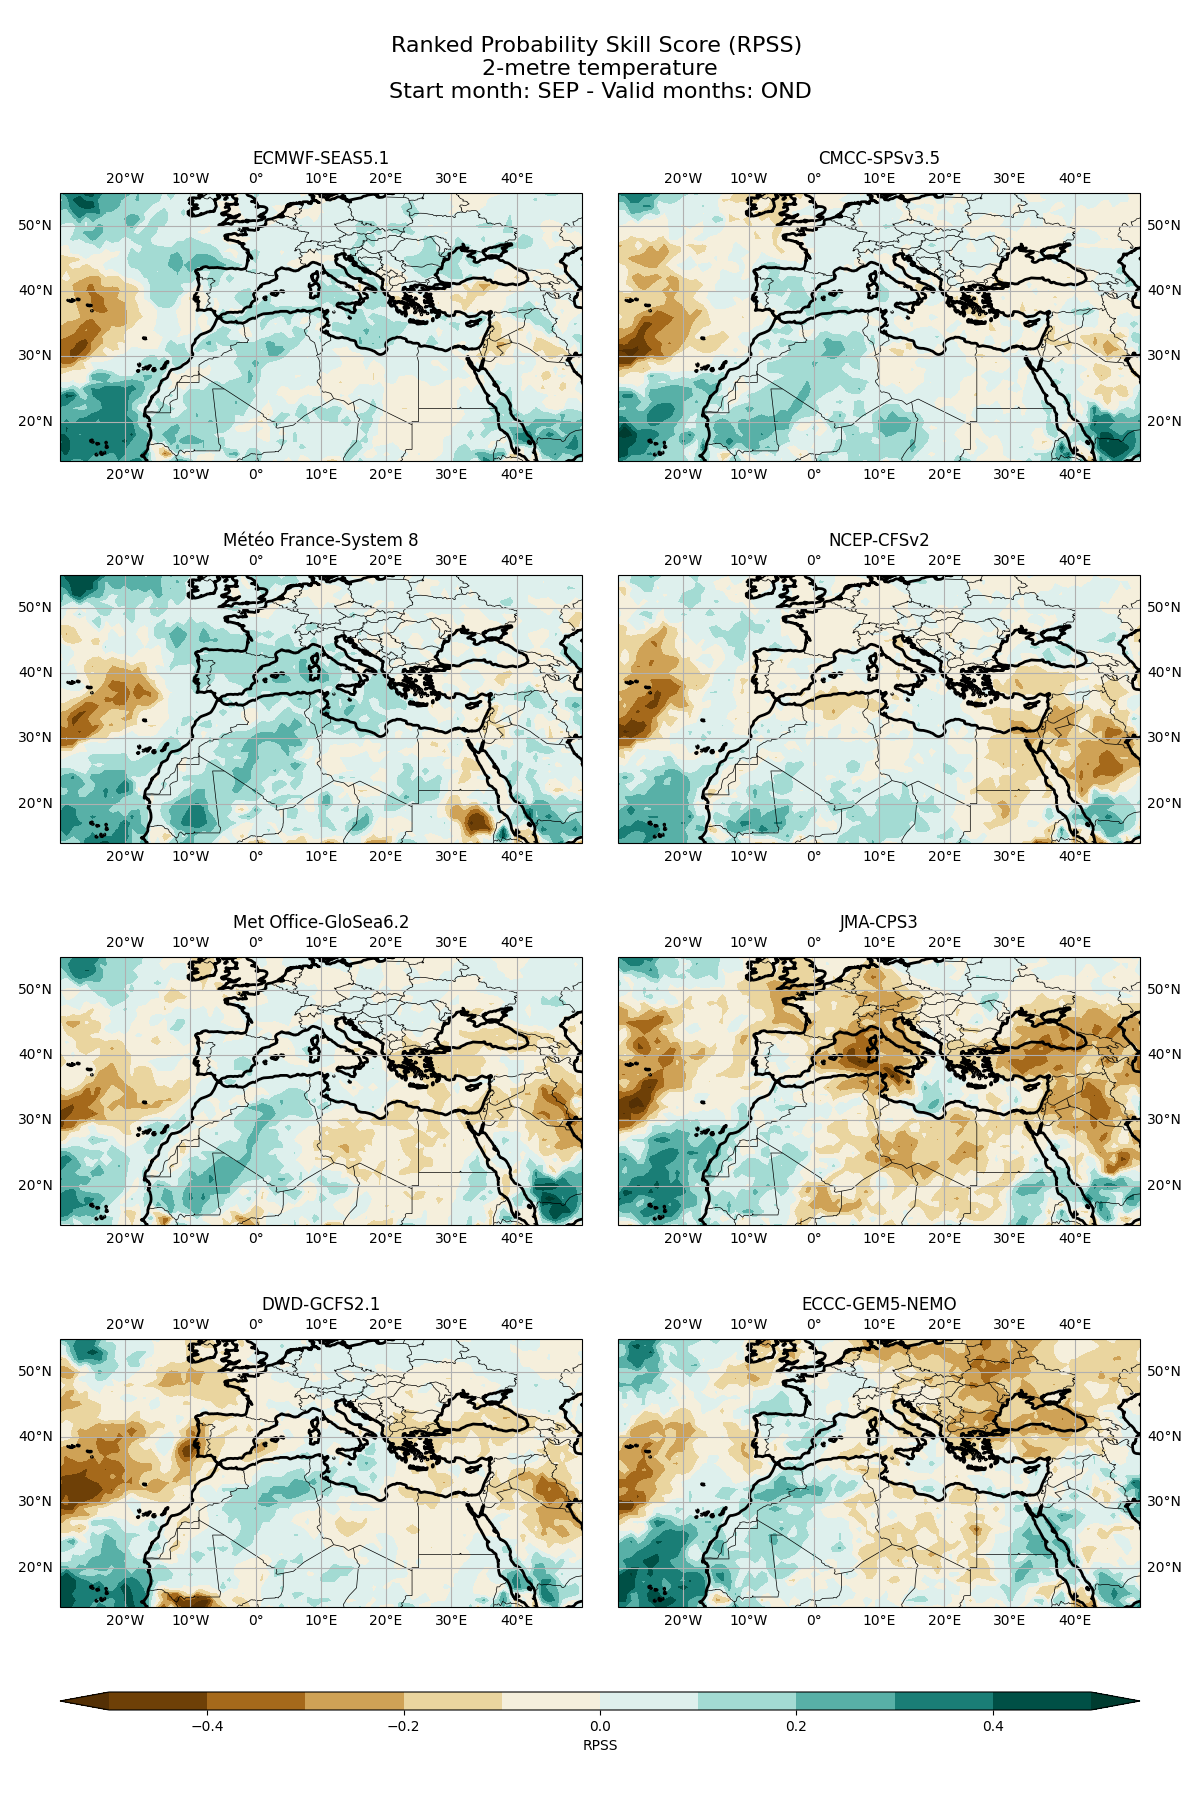 Ranked Probability Skill Score (RPSS)
2-metre temperature
Start month: SEP - Valid months: OND
ECMWF-SEAS5.1
20°W 10°W 0° 10°E 20°E 30°E 40°E
50°N
40°N
30°N
20°N
20°W 10°W 0° 10°E 20°E 30°E 40°E
CMCC-SPSv3.5
20°W 10°W 0° 10°E 20°E 30°E 40°E
50°N
40°N
30°N
20°N
20°W 10°W 0° 10°E 20°E 30°E 40°E
Météo France-System 8
20°W 10°W 0° 10°E 20°E 30°E 40°E
50°N
40°N
30°N
20°N
20°W 10°W 0° 10°E 20°E 30°E 40°E
NCEP-CFSv2
20°W 10°W 0° 10°E 20°E 30°E 40°E
50°N
40°N
30°N
20°N
20°W 10°W 0° 10°E 20°E 30°E 40°E
Met Office-GloSea6.2
20°W 10°W 0° 10°E 20°E 30°E 40°E
50°N
40°N
30°N
20°N
20°W 10°W 0° 10°E 20°E 30°E 40°E
JMA-CPS3
20°W 10°W 0° 10°E 20°E 30°E 40°E
50°N
40°N
30°N
20°N
20°W 10°W 0° 10°E 20°E 30°E 40°E
DWD-GCFS2.1
20°W 10°W 0° 10°E 20°E 30°E 40°E
50°N
40°N
30°N
20°N
20°W 10°W 0° 10°E 20°E 30°E 40°E
ECCC-GEM5-NEMO
20°W 10°W 0° 10°E 20°E 30°E 40°E
50°N
40°N
30°N
20°N
20°W 10°W 0° 10°E 20°E 30°E 40°E
−0.4 −0.2 0.0 0.2 0.4
RPSS